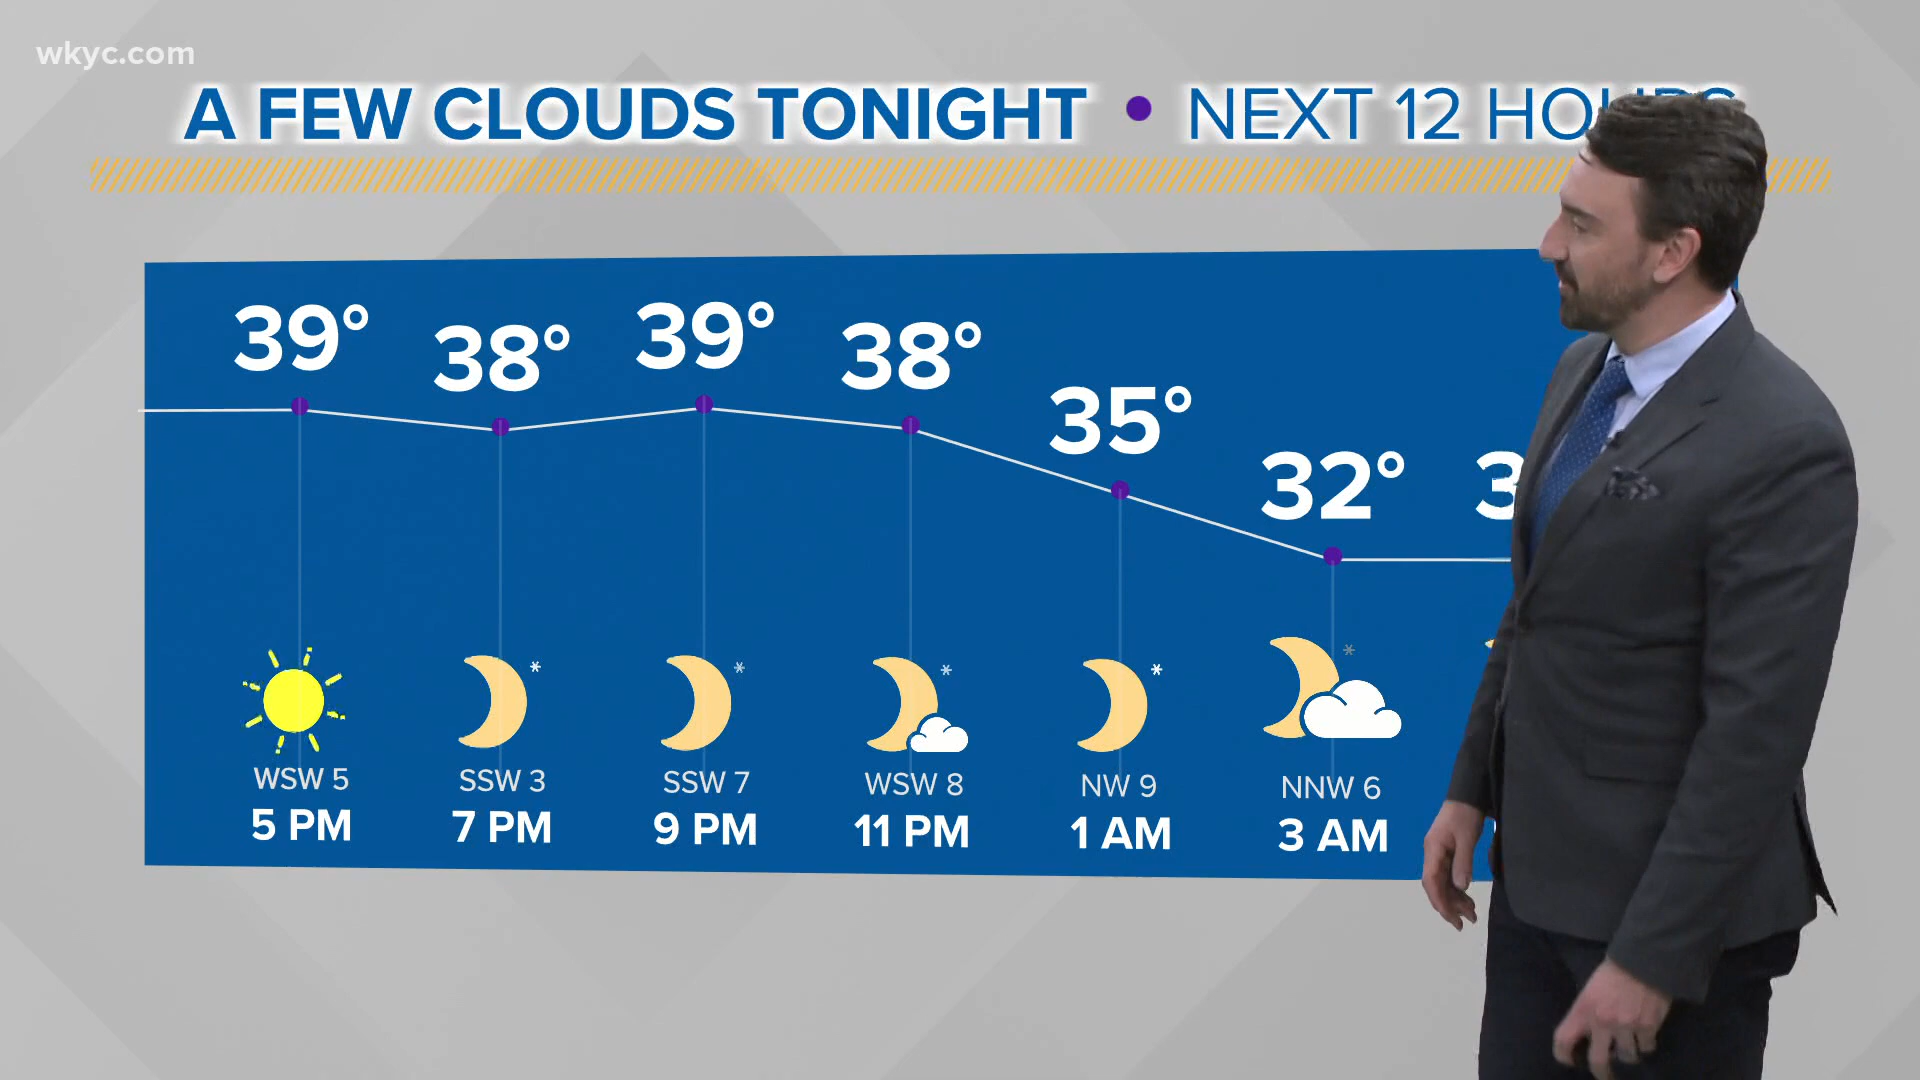 wkyc.com
A FEW CLOUDS TONIGHT • NEXT 12
39° 38° 39° 38° 35° 32°
WSW 5 SSW 3 SSW 7 WSW 8 NW 9 NNW 6
5 PM 7 PM 9 PM 11 PM 1 AM 3 AM